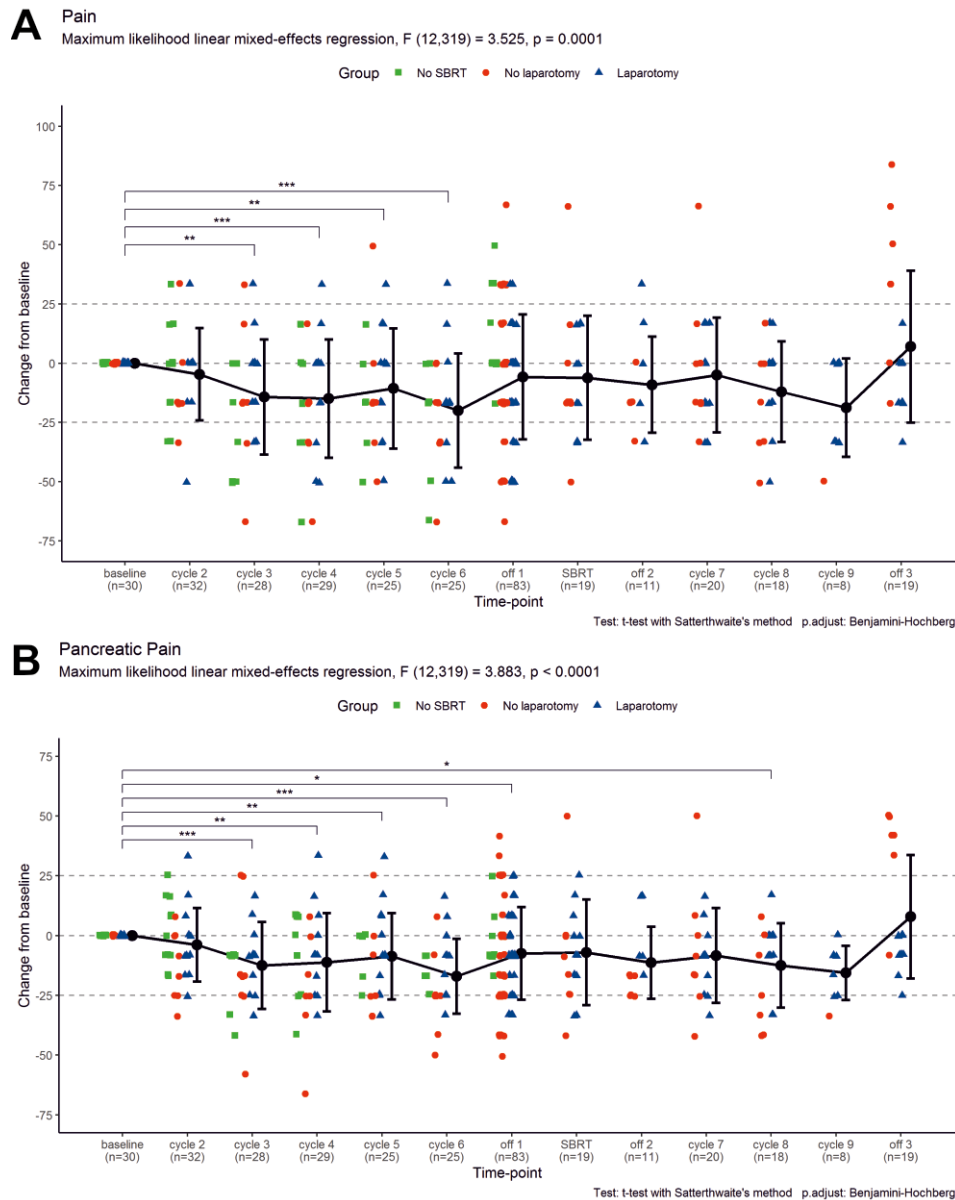 A Pain
Maximum likelihood linear mixed-effects regression, F (12,319) = 3.525, p = 0.0001
Group No SBRT No laparotomy Laparotomy
100
75
50
25
0
-25
-50
-75
Change from baseline
***
**
***
**
baseline cycle 2 cycle 3 cycle 4 cycle 5 cycle 6 off 1 SBRT off 2 cycle 7 cycle 8 cycle 9 off 3
(n=30) (n=32) (n=28) (n=29) (n=25) (n=25) (n=83) (n=19) (n=11) (n=20) (n=18) (n=8) (n=19)
Time-point
Test: t-test with Satterthwaite's method p.adjust: Benjamini-Hochberg
B Pancreatic Pain
Maximum likelihood linear mixed-effects regression, F (12,319) = 3.883, p < 0.0001
Group No SBRT No laparotomy Laparotomy
75
50
25
0
-25
-50
-75
Change from baseline
*
*
***
**
**
***
baseline cycle 2 cycle 3 cycle 4 cycle 5 cycle 6 off 1 SBRT off 2 cycle 7 cycle 8 cycle 9 off 3
(n=30) (n=32) (n=28) (n=29) (n=25) (n=25) (n=83) (n=19) (n=11) (n=20) (n=18) (n=8) (n=19)
Time-point
Test: t-test with Satterthwaite's method p.adjust: Benjamini-Hochberg